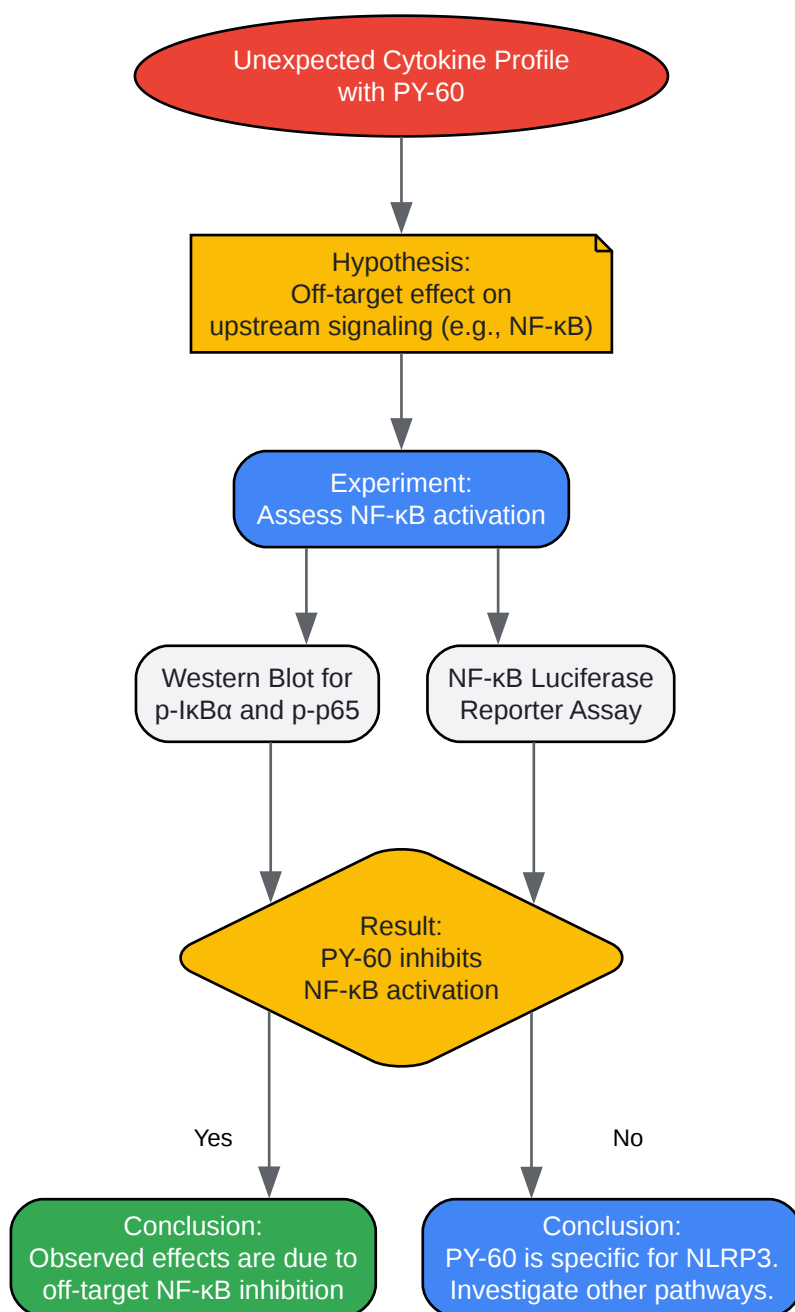 Unexpected Cytokine Profile
with PY-60
Hypothesis:
Off-target effect on
upstream signaling (e.g., NF-κB)
Experiment:
Assess NF-κB activation
Western Blot for
p-IκBα and p-p65
NF-κB Luciferase
Reporter Assay
Result:
PY-60 inhibits
NF-κB activation
Yes
No
Conclusion:
Observed effects are due to
off-target NF-κB inhibition
Conclusion:
PY-60 is specific for NLRP3.
Investigate other pathways.